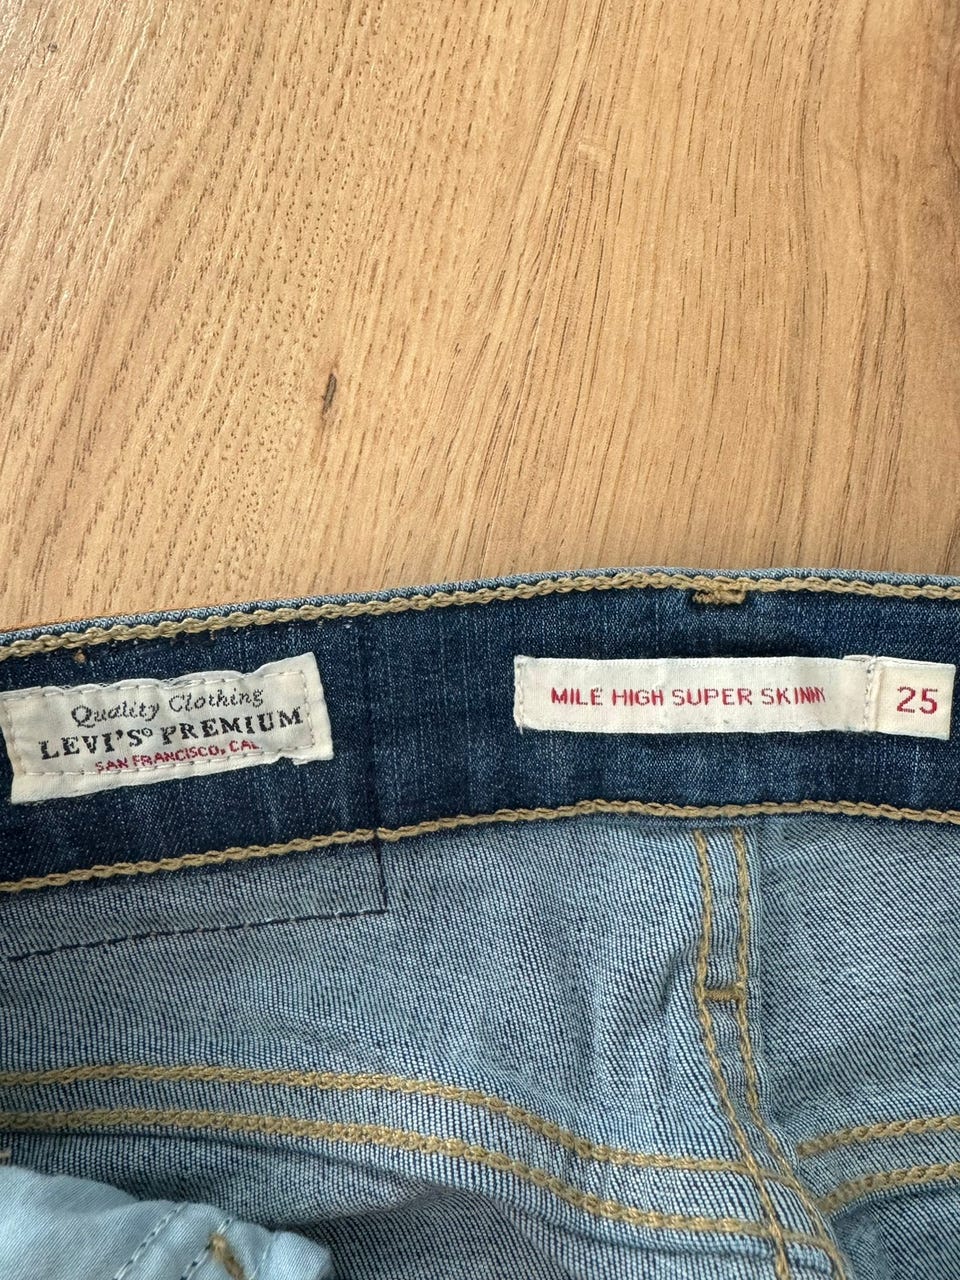 Quality Clothing
LEVI'S® PREMIUM
SAN FRANCISCO, CAL
MILE HIGH SUPER SKINNY
25